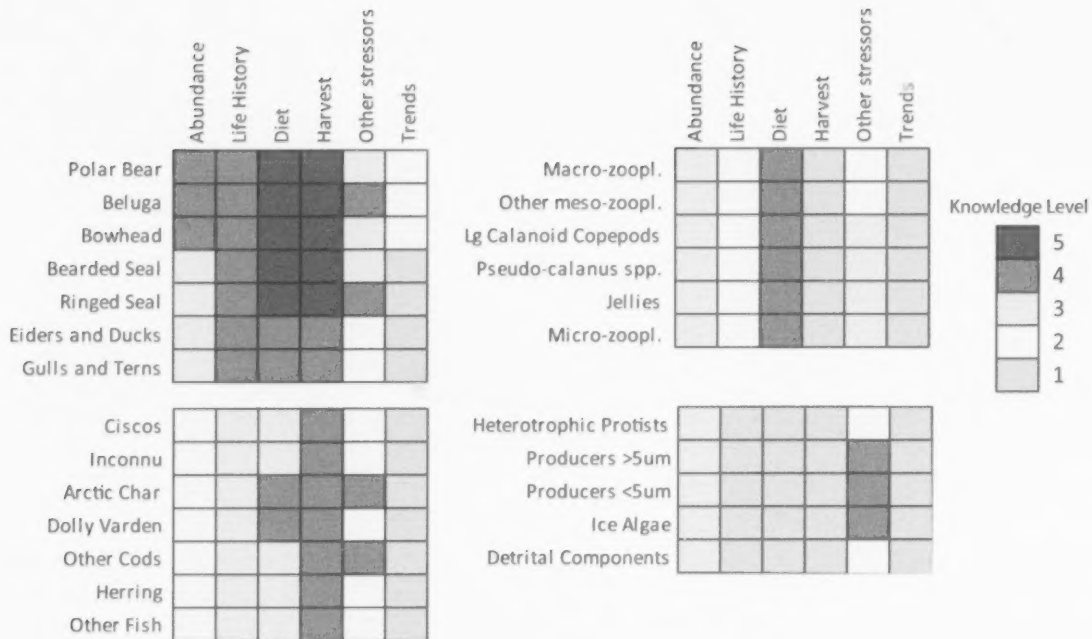 Abundance
Life History
Diet
Harvest
Other stressors
Trends
Polar Bear
Beluga
Bowhead
Bearded Seal
Ringed Seal
Eiders and Ducks
Gulls and Terns
Ciscos
Inconnu
Arctic Char
Dolly Varden
Other Cods
Herring
Other Fish
Abundance
Life History
Diet
Harvest
Other stressors
Trends
Macro-zoopl.
Other meso-zoopl.
Lg Calanoid Copepods
Pseudo-calanus spp.
Jellies
Micro-zoopl.
Heterotrophic Protists
Producers >5um
Producers <5um
Ice Algae
Detrital Components
Knowledge Level
5
4
3
2
1